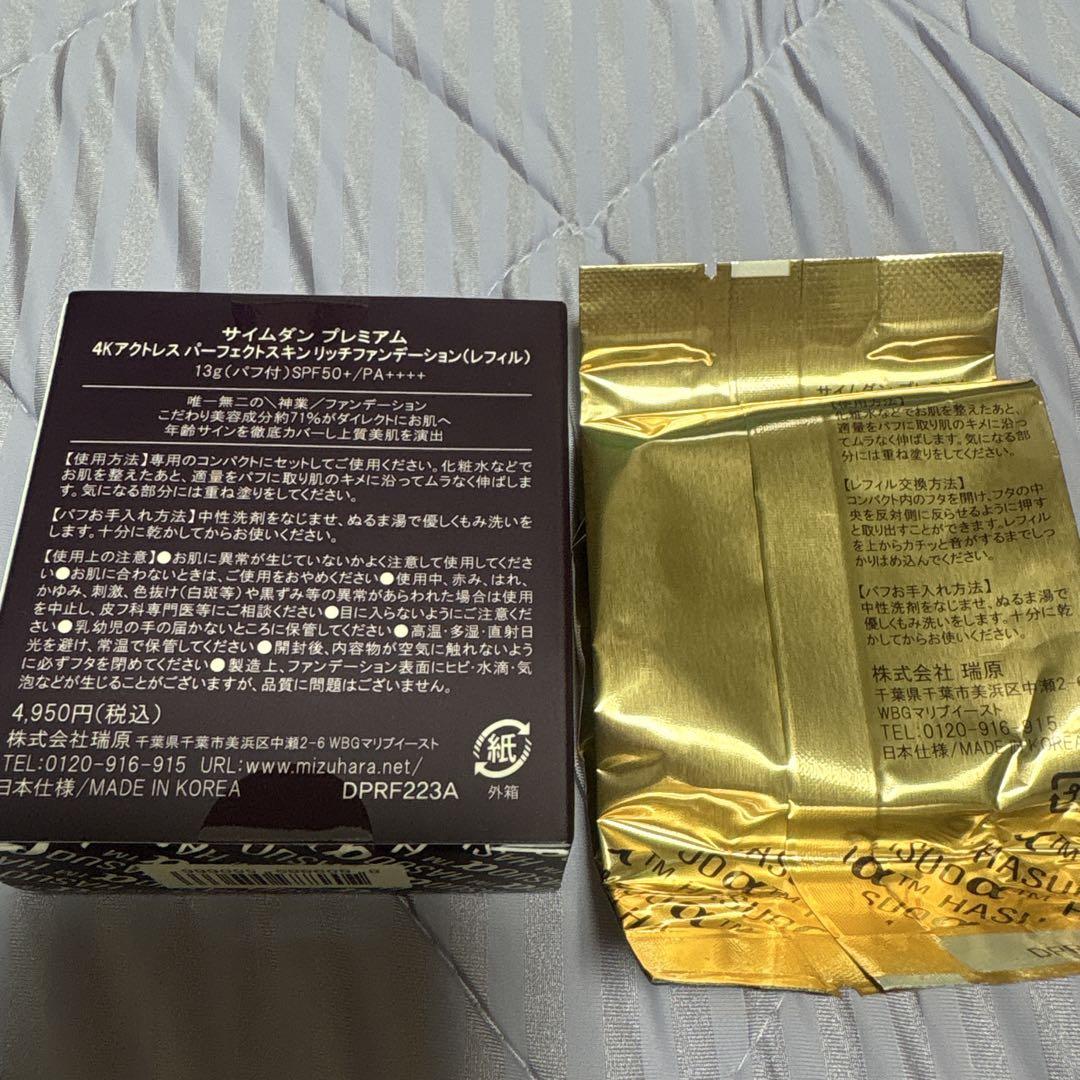 サイムダン プレミアム
4Kアクトレス パーフェクトスキン リッチファンデーション(レフィル)
13g(パフ付)SPF50+/PA++++
唯一無二の＼神業／ファンデーション
こだわり美容成分約71%がダイレクトにお肌へ
年齢サインを徹底カバーし上質美肌を演出
【使用方法】専用のコンパクトにセットしてご使用ください。化粧水などで
お肌を整えたあと、適量をパフに取り肌のキメに沿ってムラなく伸ばしま
す。気になる部分には重ね塗りをしてください。
【パフお手入れ方法】中性洗剤をなじませ、ぬるま湯で優しくもみ洗いを
します。十分に乾かしてからお使いください。
【使用上の注意】●お肌に異常が生じていないかよく注意して使用してくださ
い●お肌に合わないときは、ご使用をおやめください●使用中、赤み、はれ、
かゆみ、刺激、色抜け(白斑等)や黒ずみ等の異常があらわれた場合は使用
を中止し、皮フ科専門医等にご相談ください●目に入らないようにご注意くだ
さい●乳幼児の手の届かないところに保管してください●高温・多湿・直射日
光を避け、常温で保管してください●開封後、内容物が空気に触れないよう
に必ずフタを閉めてください●製造上、ファンデーション表面にヒビ・水滴・気
泡などが生じることがございますが、品質に問題はございません。
4,950円(税込)
株式会社瑞原 千葉県千葉市美浜区中瀬2-6 WBGマリブイースト
TEL:0120-916-915 URL:www.mizuhara.net/
日本仕様/MADE IN KOREA DPRF223A
紙
外箱
サイムダン プレミアム
【使用方法】
化粧水などでお肌を整えたあと、
適量をパフに取り肌のキメに沿っ
てムラなく伸ばします。気になる部
分には重ね塗りをしてください。
【レフィル交換方法】
コンパクト内のフタを開け、フタの中
央を反対側に反らせるように押す
と取り出すことができます。レフィル
を上からカチッと音がするまでしっ
かりはめ込んでください。
【パフお手入れ方法】
中性洗剤をなじませ、ぬるま湯で
優しくもみ洗いをします。十分に乾
かしてからお使いください。
株式会社 瑞原
千葉県千葉市美浜区中瀬2-6
WBGマリブイースト
TEL:0120-916-915
日本仕様/MADE IN KOREA